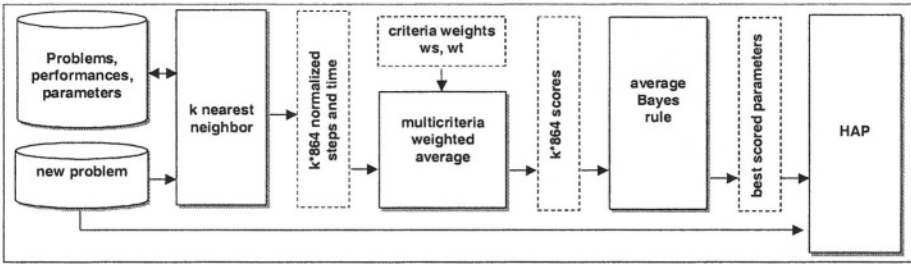 Problems,
performances,
parameters
new problem
k nearest
neighbor
k*864 normalized
steps and time
criteria weights
ws, wt
multicriteria
weighted
average
k*864 scores
average
Bayes
rule
best scored parameters
HAP